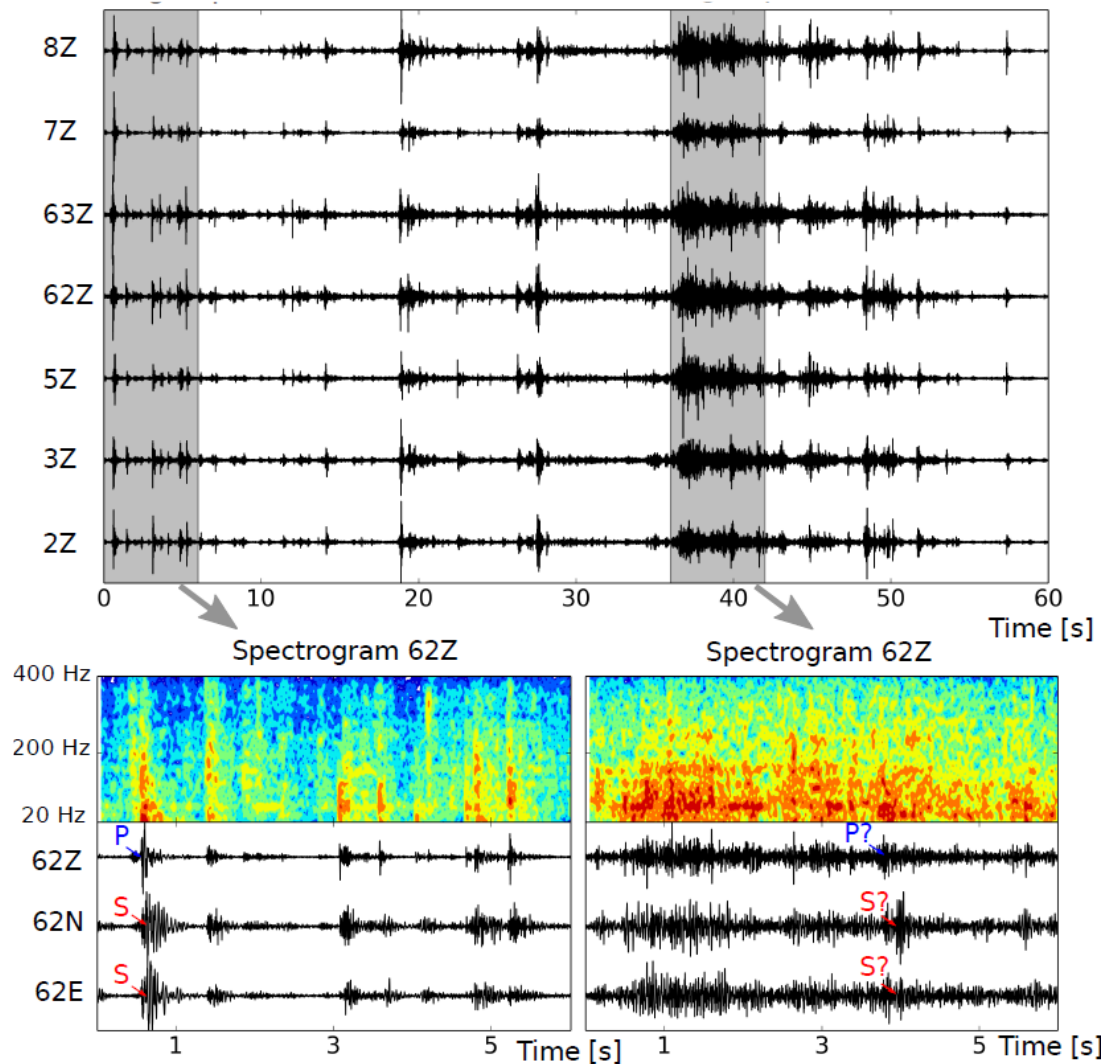 8Z
7Z
63Z
62Z
5Z
3Z
2Z
0 10 20 30 40 50 60
Time [s]
Spectrogram 62Z Spectrogram 62Z
400 Hz
200 Hz
20 Hz
P P?
62Z
S S?
62N
S S?
62E
1 3 5 Time [s] 1 3 5 Time [s]